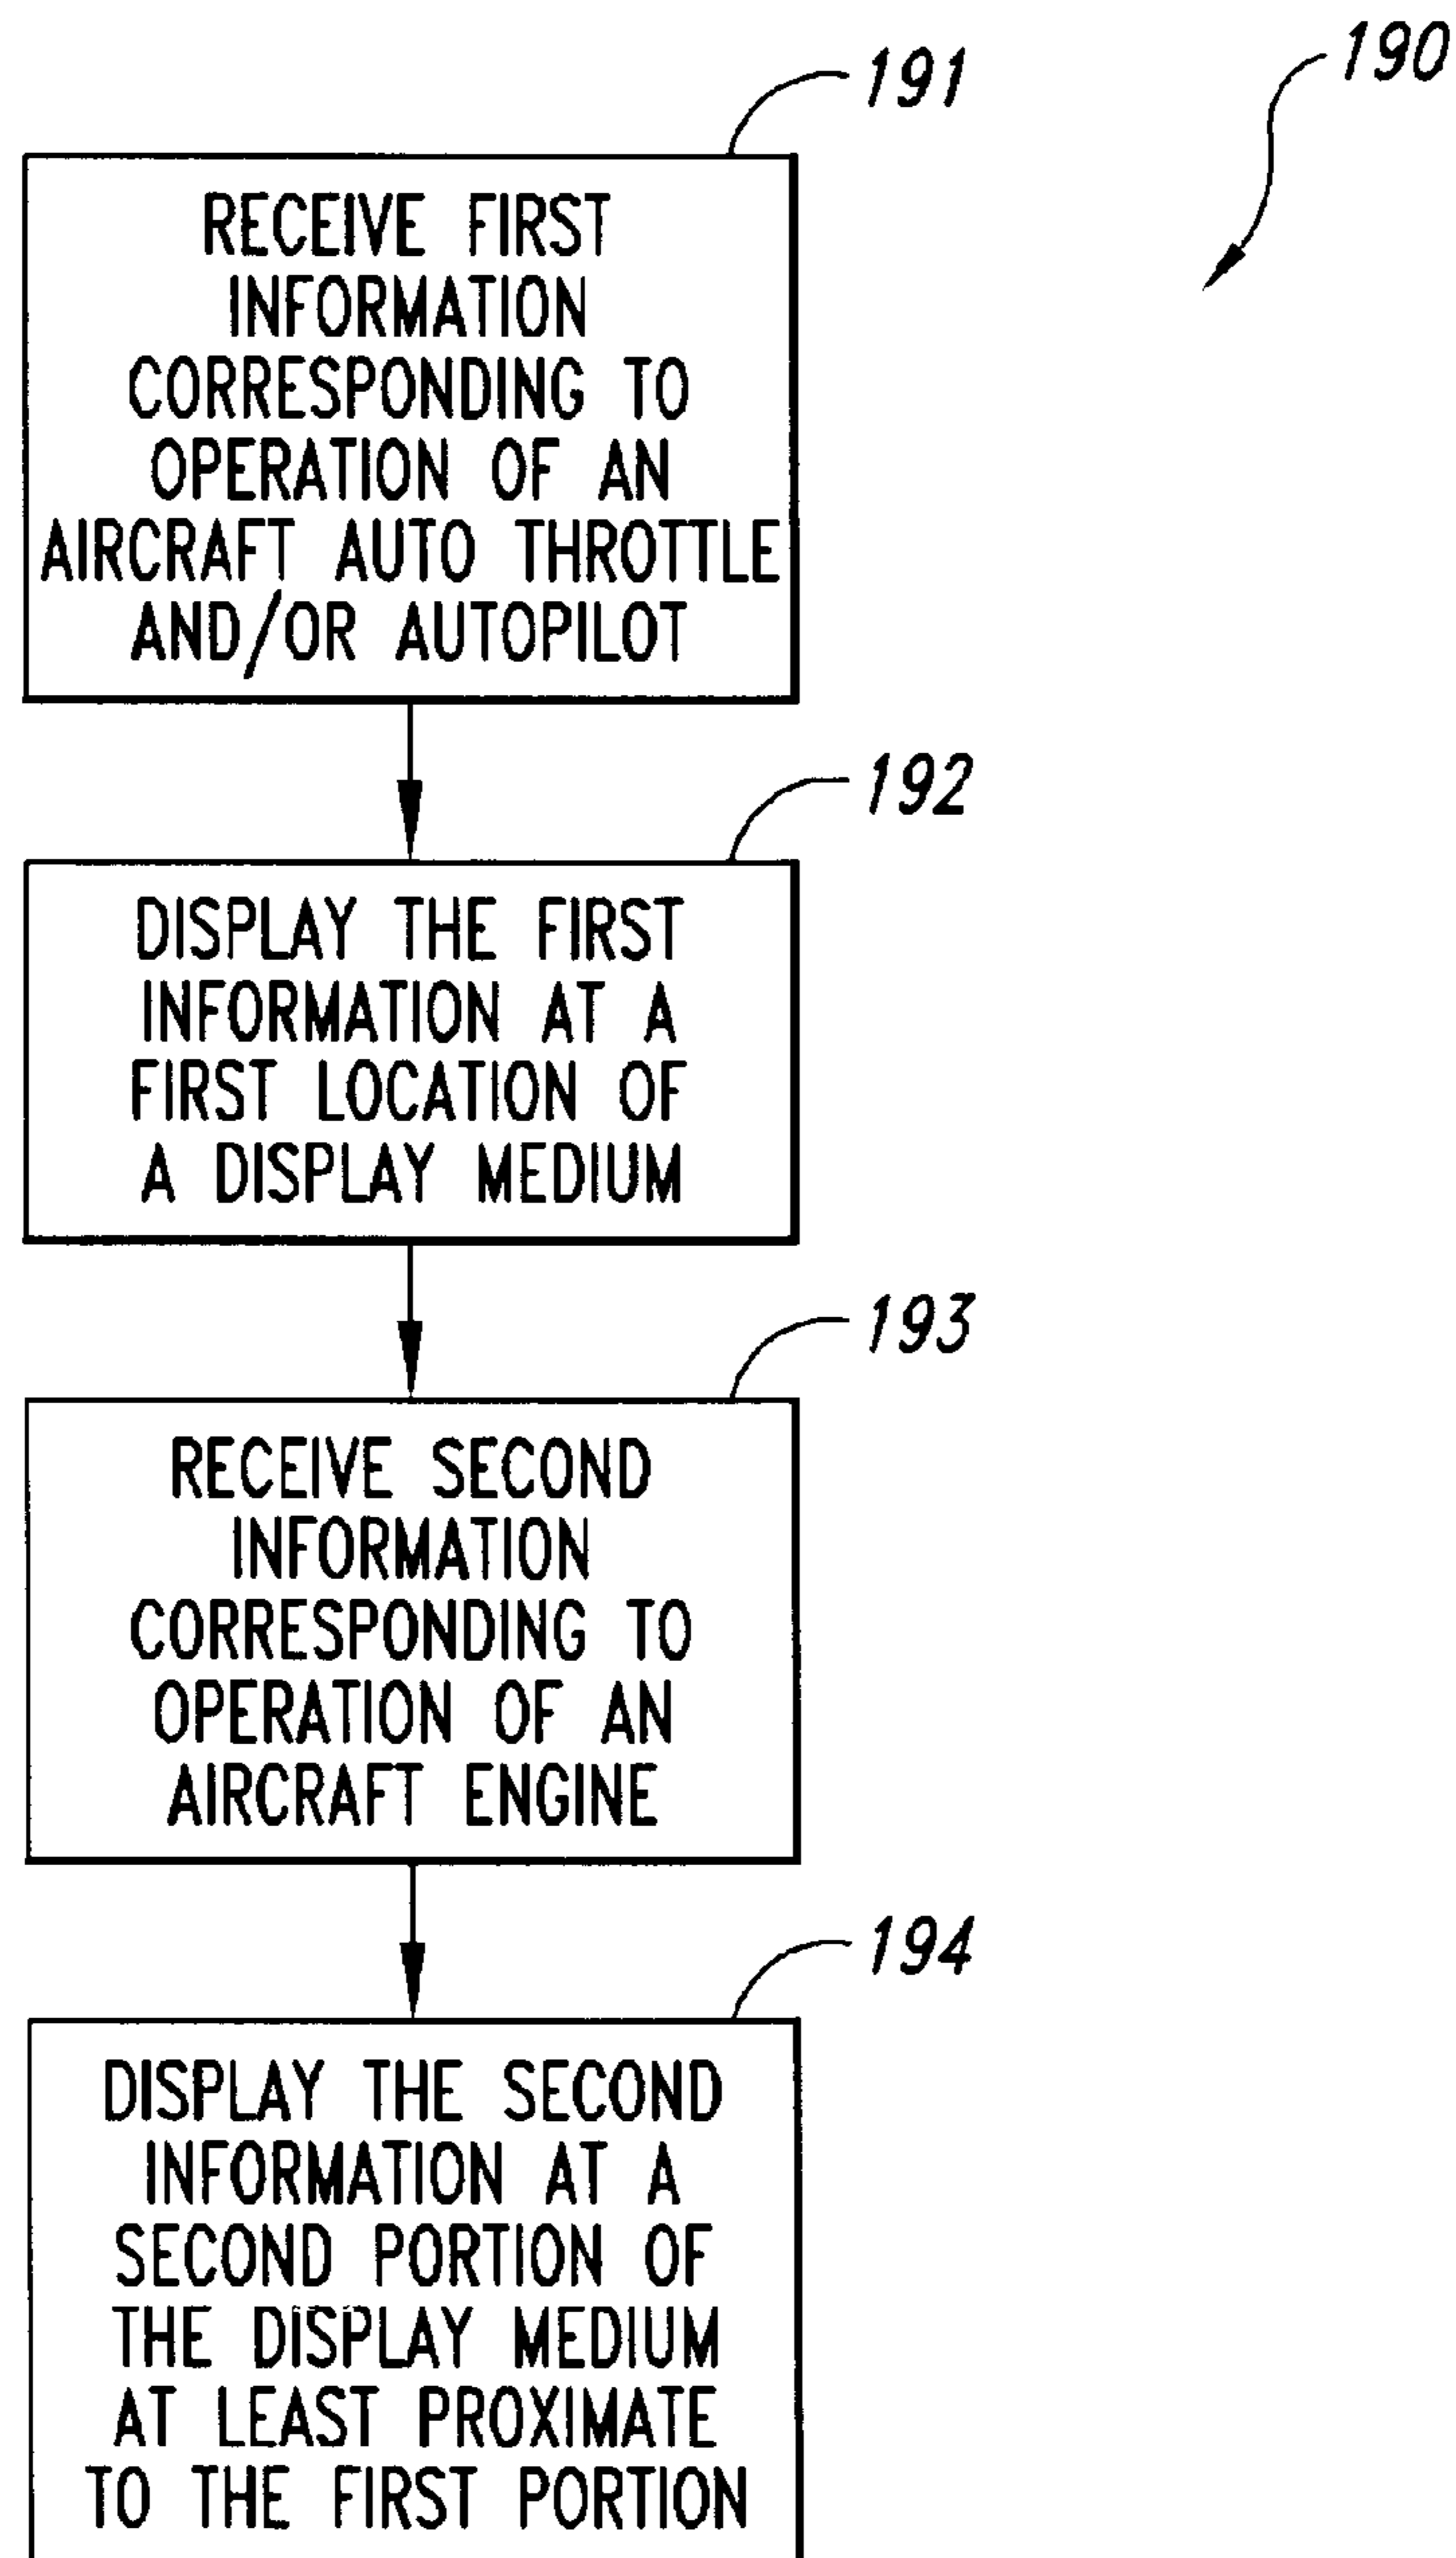 190
191
RECEIVE FIRST
INFORMATION
CORRESPONDING TO
OPERATION OF AN
AIRCRAFT AUTO THROTTLE
AND/OR AUTOPILOT
192
DISPLAY THE FIRST
INFORMATION AT A
FIRST LOCATION OF
A DISPLAY MEDIUM
193
RECEIVE SECOND
INFORMATION
CORRESPONDING TO
OPERATION OF AN
AIRCRAFT ENGINE
194
DISPLAY THE SECOND
INFORMATION AT A
SECOND PORTION OF
THE DISPLAY MEDIUM
AT LEAST PROXIMATE
TO THE FIRST PORTION